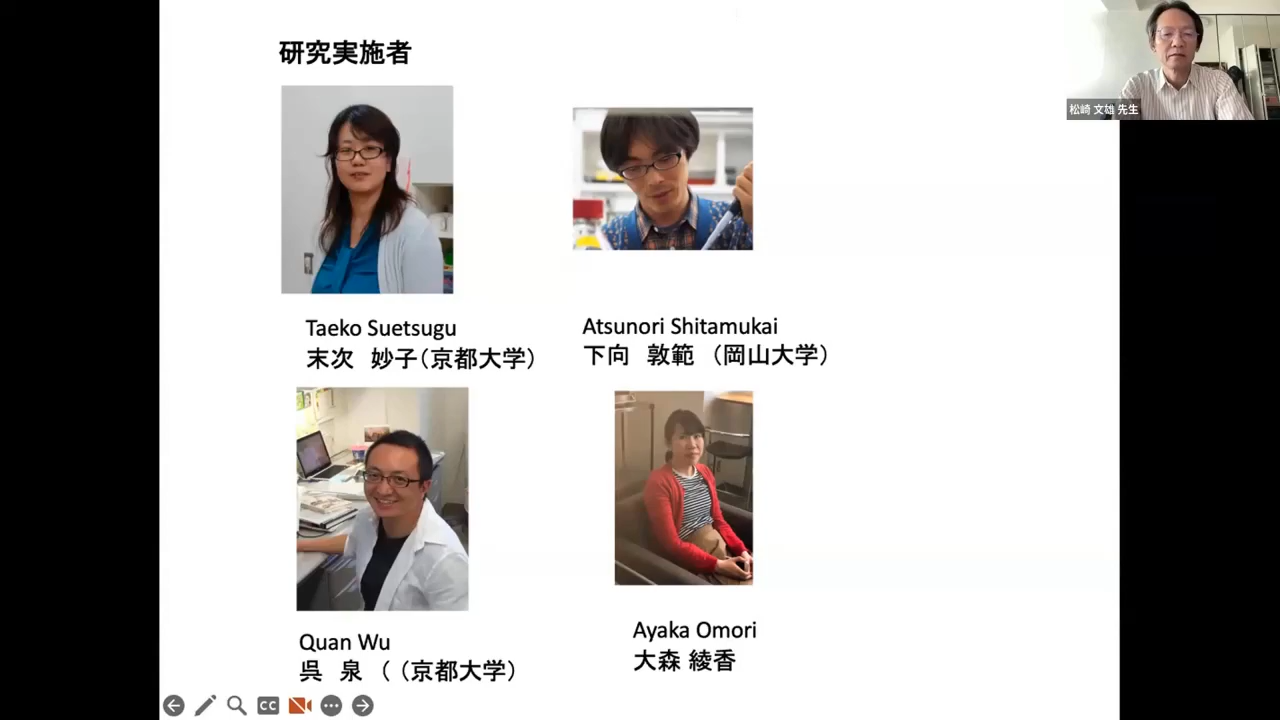 研究実施者
松崎 文雄 先生
Taeko Suetsugu
末次 妙子(京都大学)
Atsunori Shitamukai
下向 敦範 (岡山大学)
Quan Wu
呉 泉 ( (京都大学)
Ayaka Omori
大森 綾香
CC